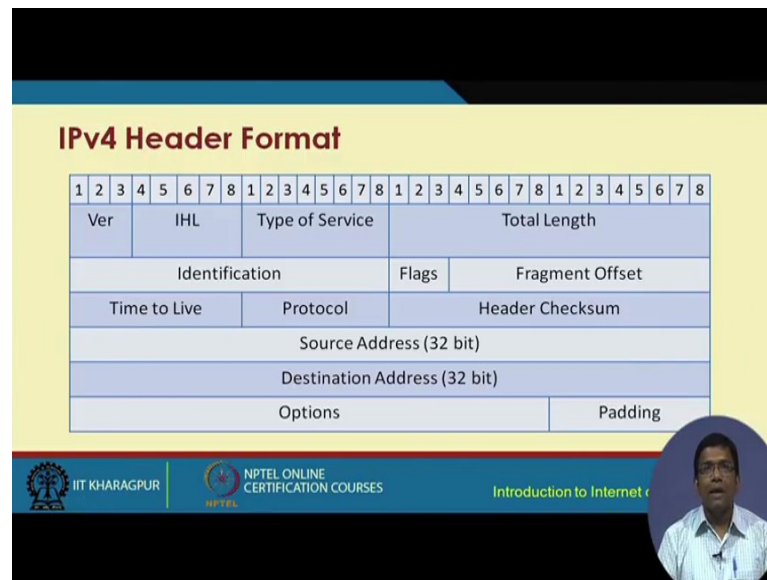 IPv4 Header Format
1 2 3 4 5 6 7 8 1 2 3 4 5 6 7 8 1 2 3 4 5 6 7 8 1 2 3 4 5 6 7 8
Ver IHL Type of Service Total Length
Identification Flags Fragment Offset
Time to Live Protocol Header Checksum
Source Address (32 bit)
Destination Address (32 bit)
Options Padding
IIT KHARAGPUR
NPTEL
NPTEL ONLINE
CERTIFICATION COURSES
Introduction to Internet